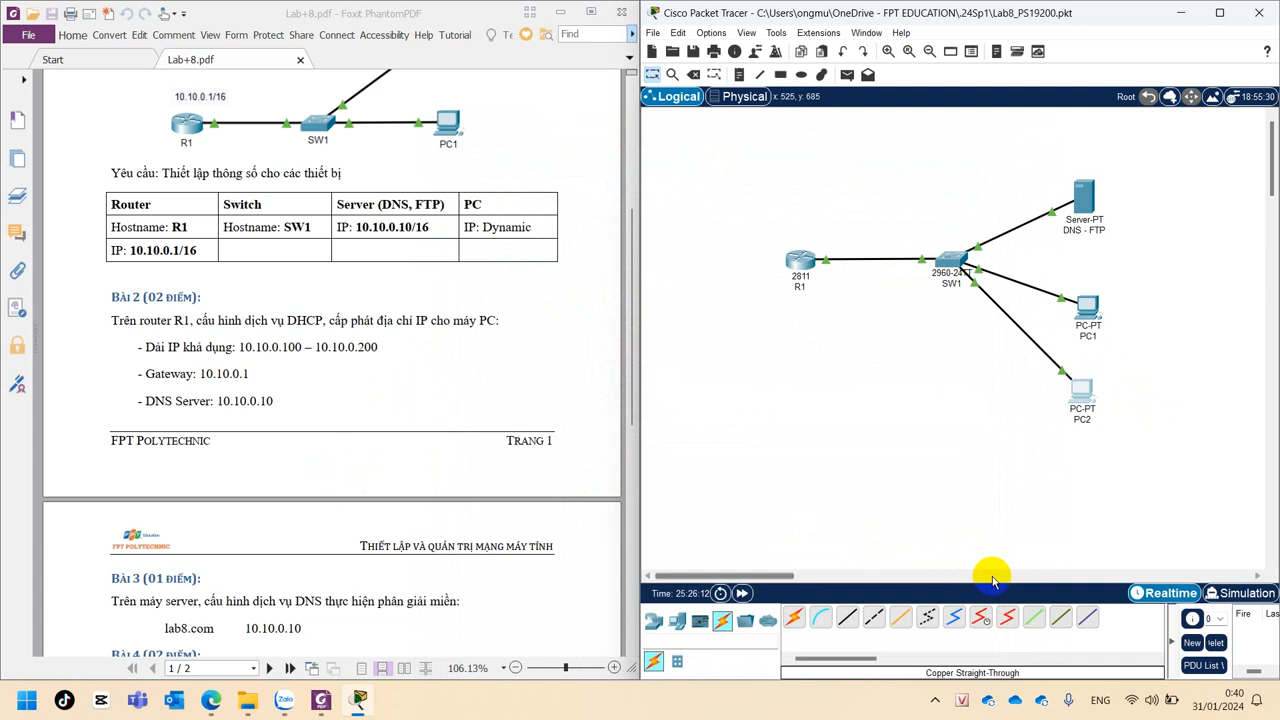 Lab+8.pdf - Foxit PhantomPDF
File Home Convert Edit Comment View Form Protect Share Connect Help Tutorial Find
Start Lab+8.pdf
10.10.0.1/16
R1 SW1 PC1
Yêu cầu: Thiết lập thông số cho các thiết bị
Router Switch Server (DNS, FTP) PC
Hostname: R1 Hostname: SW1 IP: 10.10.0.10/16 IP: Dynamic
IP: 10.10.0.1/16
BÀI 2 (02 ĐIỂM):
Trên router R1, cấu hình dịch vụ DHCP, cấp phát địa chỉ IP cho máy PC:
- Dải IP khả dụng: 10.10.0.100 – 10.10.0.200
- Gateway: 10.10.0.1
- DNS Server: 10.10.0.10
FPT POLYTECHNIC TRANG 1
FPT Education
FPT POLYTECHNIC
THIẾT LẬP VÀ QUẢN TRỊ MẠNG MÁY TÍNH
BÀI 3 (01 ĐIỂM):
Trên máy server, cấu hình dịch vụ DNS thực hiện phân giải miền:
lab8.com 10.10.0.10
BÀI 4 (02 ĐIỂM):
1 / 2 106.13%
Cisco Packet Tracer - C:\Users\ongmu\OneDrive - FPT EDUCATION\.24Sp1\Lab8_PS19200.pkt
File Edit Options View Tools Extensions Window Help
Logical Physical x: 525, y: 685 Root 18:55:30
Server-PT
DNS - FTP
2811
R1
SW1
PC-PT
PC1
PC-PT
PC2
Time: 25:26:12 Realtime Simulation
0 Fire
New
PDU List
Copper Straight-Through
ENG 0:40
31/01/2024